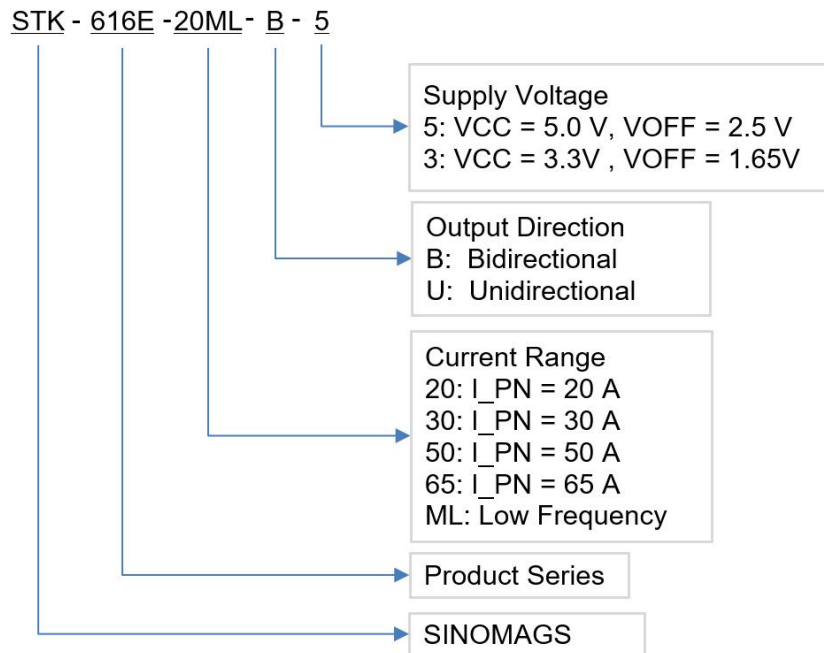 STK - 616E -20ML- B - 5
Supply Voltage
5: VCC = 5.0 V, VOFF = 2.5 V
3: VCC = 3.3V , VOFF = 1.65V
Output Direction
B: Bidirectional
U: Unidirectional
Current Range
20: I_PN = 20 A
30: I_PN = 30 A
50: I_PN = 50 A
65: I_PN = 65 A
ML: Low Frequency
Product Series
SINOMAGS